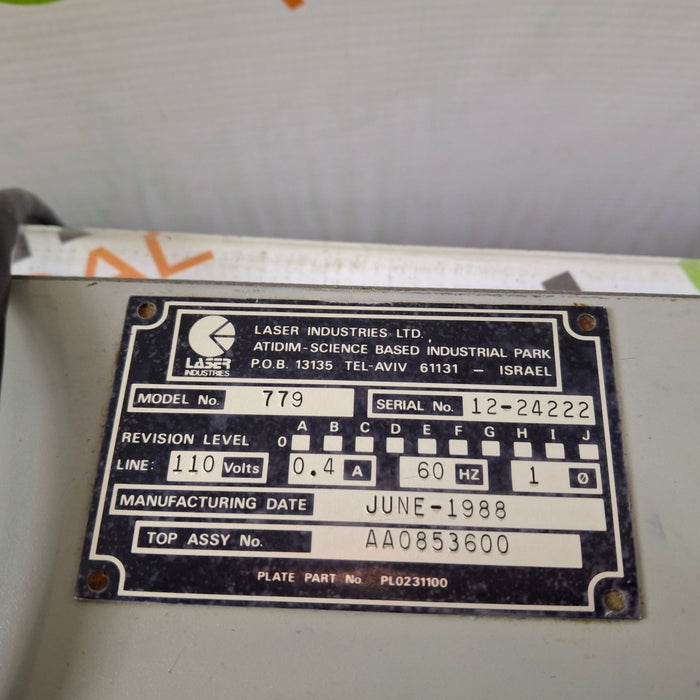 AL
LASER INDUSTRIES LTD.,
ATIDIM-SCIENCE BASED INDUSTRIAL PARK
P.O.B. 13135 TEL-AVIV 61131 — ISRAEL
LASER
INDUSTRIES
MODEL No. 779 SERIAL No. 12-24222
A B C D E F G H I J
REVISION LEVEL 0
LINE: 110 Volts 0.4 A 60 HZ 1 Ø
MANUFACTURING DATE JUNE-1988
TOP ASSY No. AA0853600
PLATE PART No. PL0231100